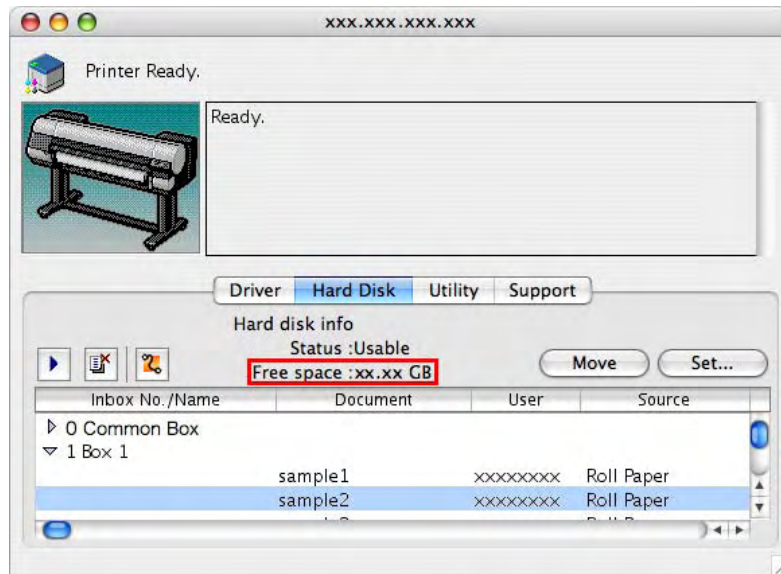 xxx.xxx.xxx.xxx
Printer Ready.
Ready.
Driver Hard Disk Utility Support
Hard disk info
Status :Usable
Free space :xx.xx GB
Move Set...
Inbox No./Name Document User Source
0 Common Box
1 Box 1
sample1 xxxxxxxx Roll Paper
sample2 xxxxxxxx Roll Paper